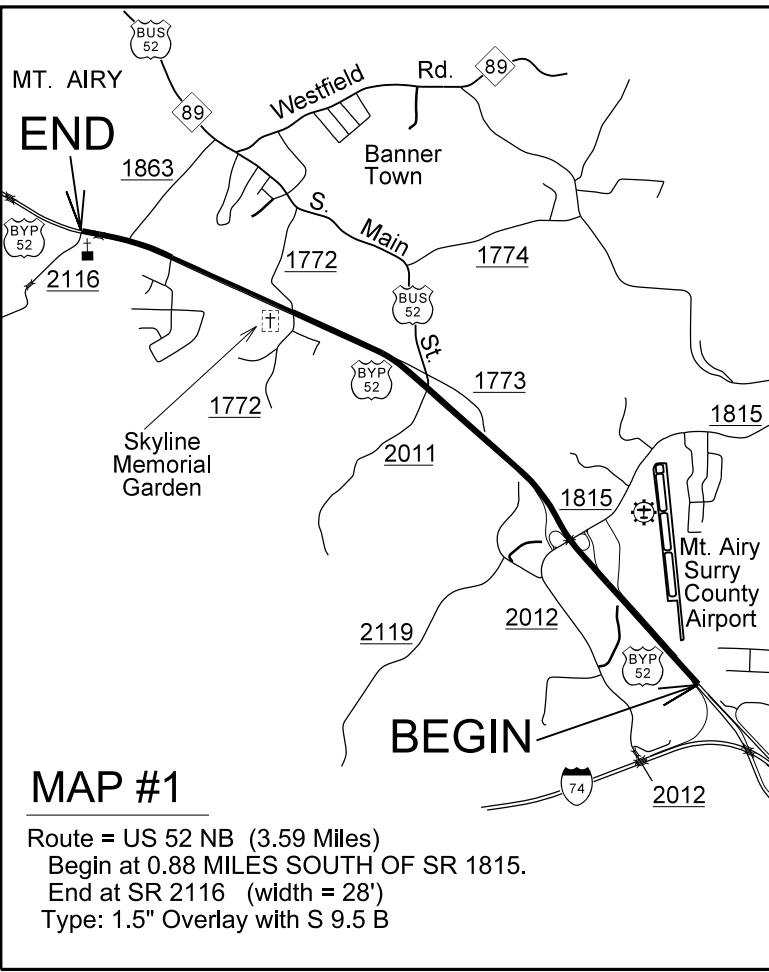 BUS
52
MT. AIRY
89
Westfield
Rd.
89
END
1863
Banner
Town
S.
Main
BYP
52
2116
1772
1774
BUS
52
St.
BYP
52
1773
1772
1815
Skyline
Memorial
Garden
2011
1815
Mt. Airy
Surry
County
Airport
2119
2012
BYP
52
BEGIN
74
2012
MAP #1
Route = US 52 NB (3.59 Miles)
Begin at 0.88 MILES SOUTH OF SR 1815.
End at SR 2116 (width = 28')
Type: 1.5" Overlay with S 9.5 B